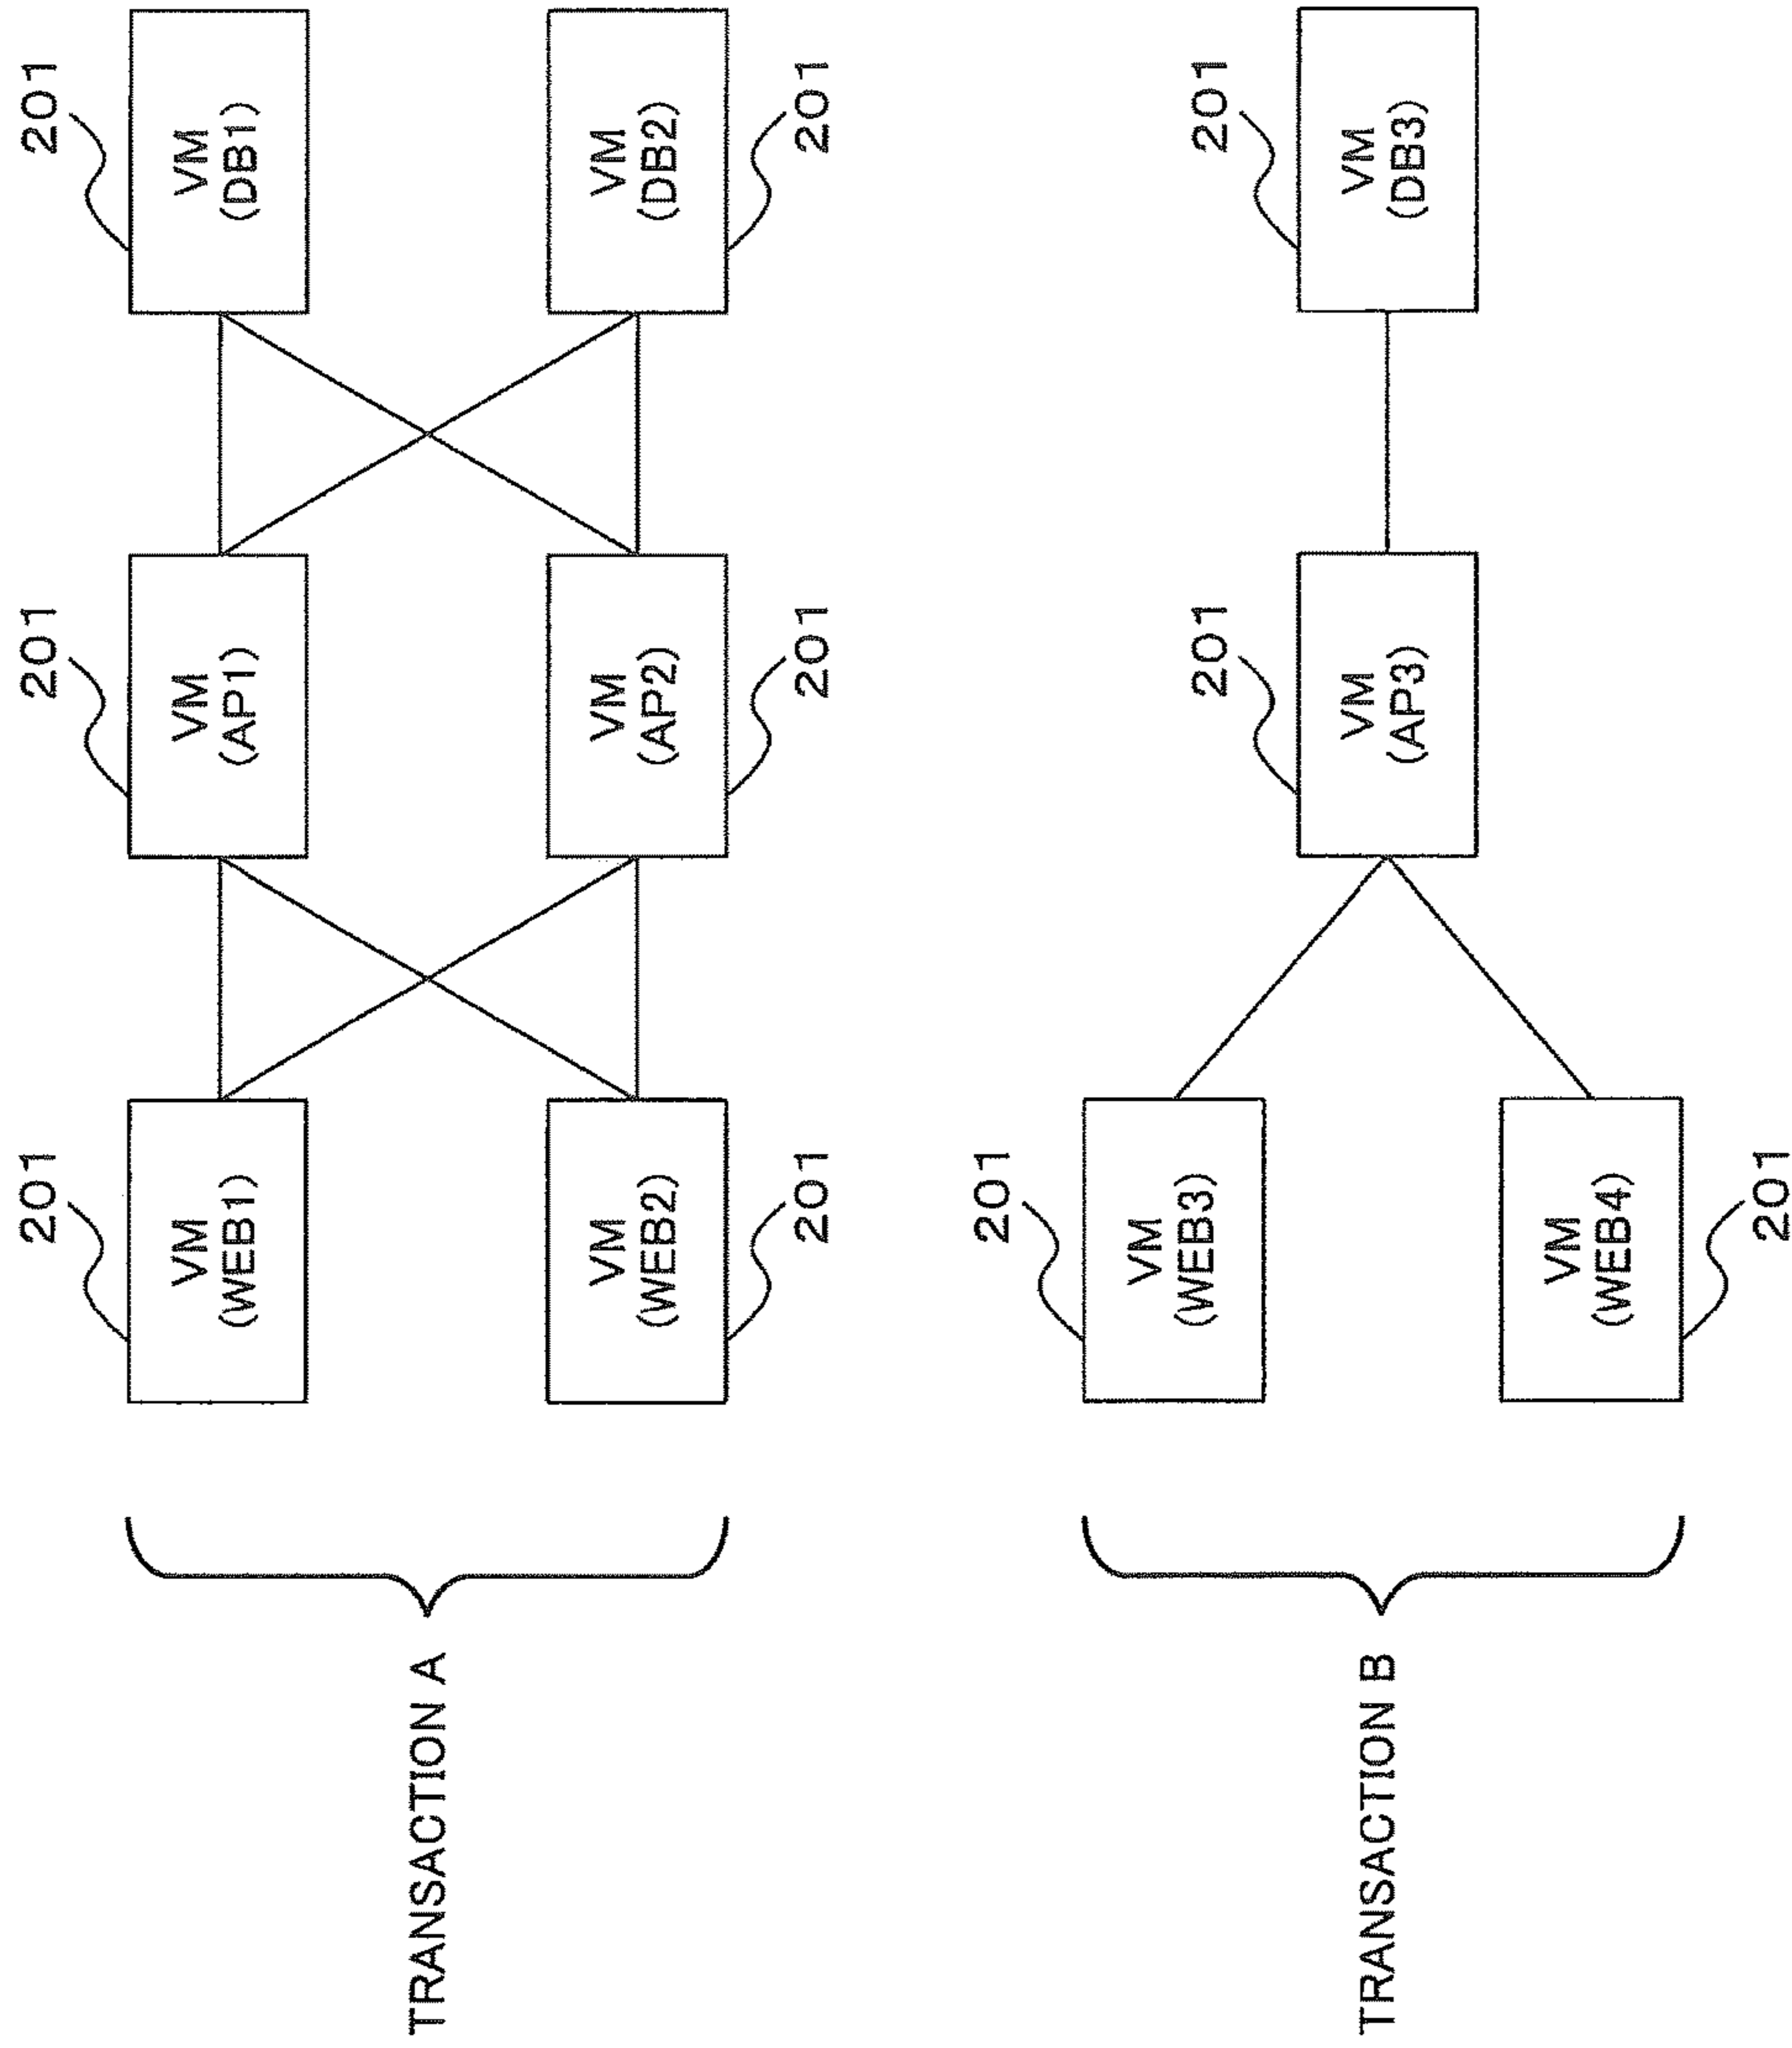 201
VM
(WEB1)
201
VM
(AP1)
201
VM
(DB1)
TRANSACTION A
VM
(WEB2)
201
VM
(AP2)
201
VM
(DB2)
201
201
VM
(WEB3)
201
VM
(AP3)
201
VM
(DB3)
TRANSACTION B
VM
(WEB4)
201